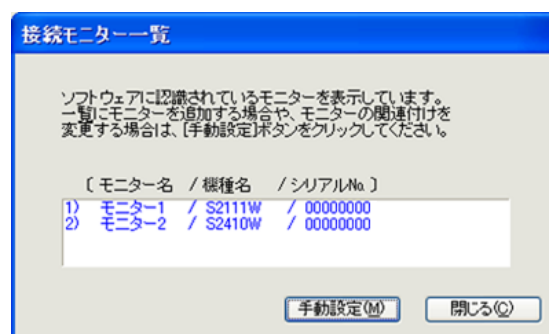 接続モニター一覧
ソフトウェアに認識されているモニターを表示しています。
一覧にモニターを追加する場合や、モニターの関連付けを
変更する場合は、[手動設定]ボタンをクリックしてください。
〔 モニター名 / 機種名 / シリアルNo. 〕
1) モニター1 / S2111W / 00000000
2) モニター2 / S2410W / 00000000
手動設定(M) 閉じる(C)